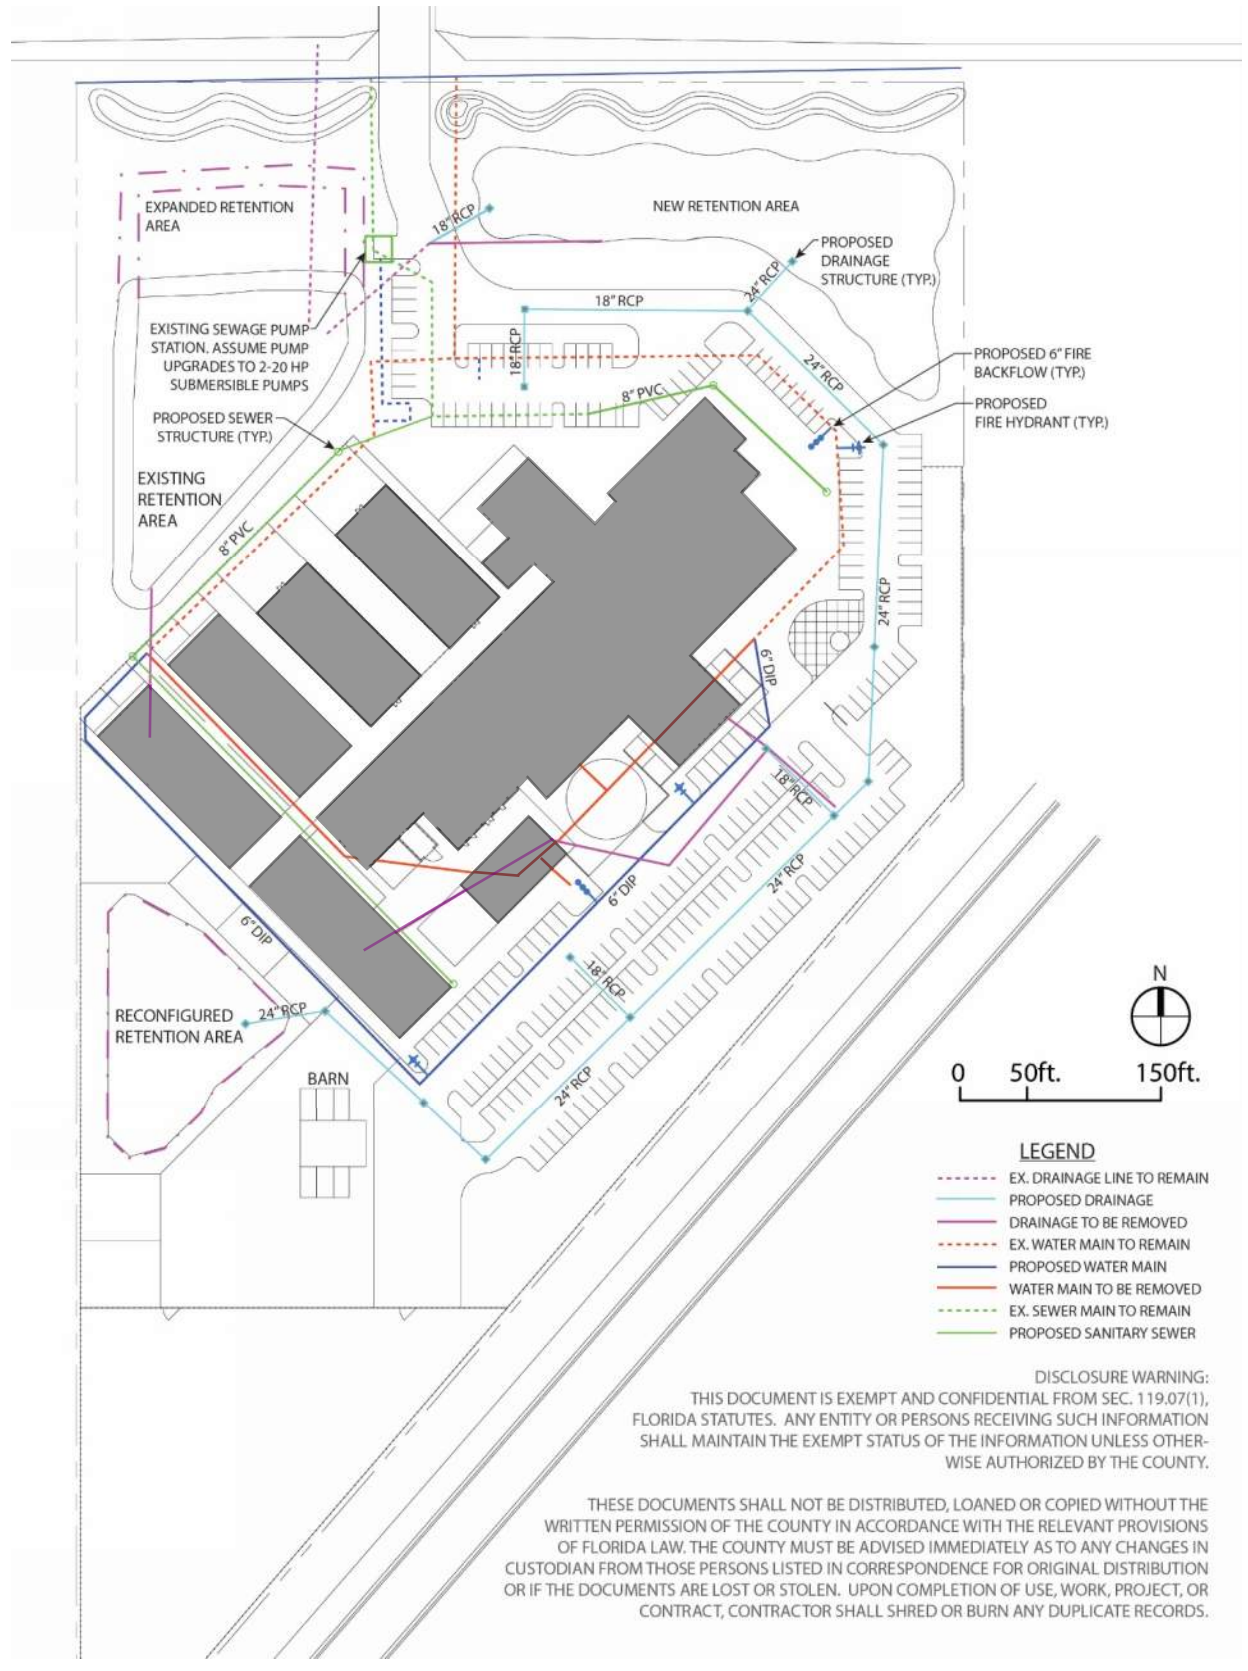 18" RCP
EXPANDED RETENTION
AREA
NEW RETENTION AREA
PROPOSED
DRAINAGE
STRUCTURE (TYP.)
24" RCP
18" RCP
EXISTING SEWAGE PUMP
STATION. ASSUME PUMP
UPGRADES TO 2-20 HP
SUBMERSIBLE PUMPS
18" RCP
24" RCP
PROPOSED 6" FIRE
BACKFLOW (TYP.)
8" PVC
PROPOSED SEWER
STRUCTURE (TYP.)
PROPOSED
FIRE HYDRANT (TYP.)
EXISTING
RETENTION
AREA
8" PVC
24" RCP
6" DIP
18" RCP
24" RCP
6" DIP
6" DIP
18" RCP
24" RCP
RECONFIGURED
RETENTION AREA
24" RCP
BARN
N
0 50ft. 150ft.
LEGEND
EX. DRAINAGE LINE TO REMAIN
PROPOSED DRAINAGE
DRAINAGE TO BE REMOVED
EX. WATER MAIN TO REMAIN
PROPOSED WATER MAIN
WATER MAIN TO BE REMOVED
EX. SEWER MAIN TO REMAIN
PROPOSED SANITARY SEWER
DISCLOSURE WARNING:
THIS DOCUMENT IS EXEMPT AND CONFIDENTIAL FROM SEC. 119.07(1),
FLORIDA STATUTES. ANY ENTITY OR PERSONS RECEIVING SUCH INFORMATION
SHALL MAINTAIN THE EXEMPT STATUS OF THE INFORMATION UNLESS OTHER-
WISE AUTHORIZED BY THE COUNTY.
THESE DOCUMENTS SHALL NOT BE DISTRIBUTED, LOANED OR COPIED WITHOUT THE
WRITTEN PERMISSION OF THE COUNTY IN ACCORDANCE WITH THE RELEVANT PROVISIONS
OF FLORIDA LAW. THE COUNTY MUST BE ADVISED IMMEDIATELY AS TO ANY CHANGES IN
CUSTODIAN FROM THOSE PERSONS LISTED IN CORRESPONDENCE FOR ORIGINAL DISTRIBUTION
OR IF THE DOCUMENTS ARE LOST OR STOLEN. UPON COMPLETION OF USE, WORK, PROJECT, OR
CONTRACT, CONTRACTOR SHALL SHRED OR BURN ANY DUPLICATE RECORDS.